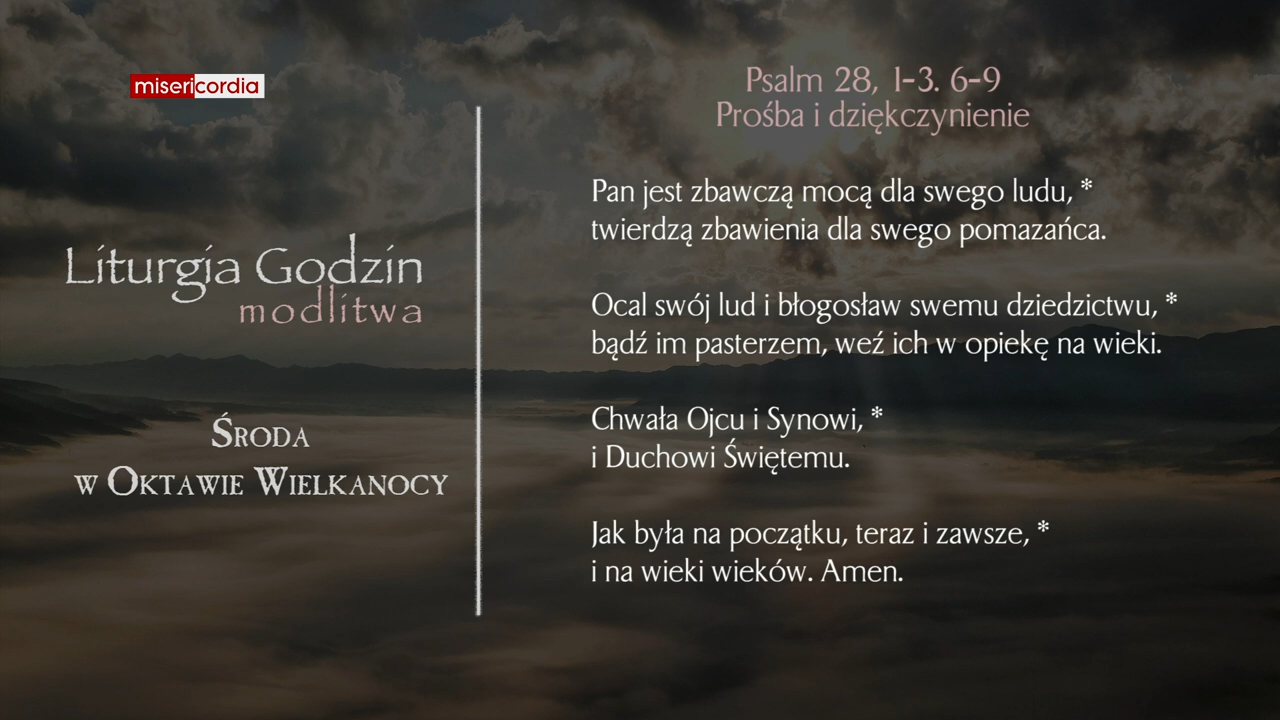 misericordia
Liturgia Godzin
modlitwa
Środa
w Oktawie Wielkanocy
Psalm 28, 1-3. 6-9
Prośba i dziękczynienie
Pan jest zbawczą mocą dla swego ludu, *
twierdzą zbawienia dla swego pomazańca.
Ocal swój lud i błogosław swemu dziedzictwu, *
bądź im pasterzem, weź ich w opiekę na wieki.
Chwała Ojcu i Synowi, *
i Duchowi Świętemu.
Jak była na początku, teraz i zawsze, *
i na wieki wieków. Amen.